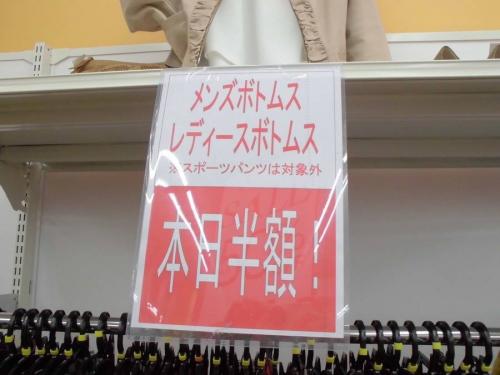 メンズボトムス
レディースボトムス
※スポーツパンツは対象外
本日半額！